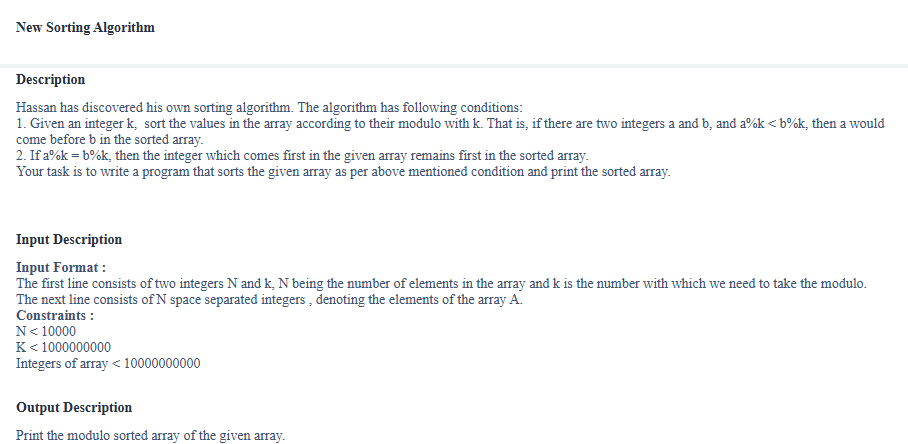 New Sorting Algorithm
Description
Hassan has discovered his own sorting algorithm. The algorithm has following conditions:
1. Given an integer k, sort the values in the array according to their modulo with k. That is, if there are two integers a and b, and a%k < b%k, then a would
come before b in the sorted array.
2. If a%k = b%k, then the integer which comes first in the given array remains first in the sorted array.
Your task is to write a program that sorts the given array as per above mentioned condition and print the sorted array.
Input Description
Input Format :
The first line consists of two integers N and k, N being the number of elements in the array and k is the number with which we need to take the modulo.
The next line consists of N space separated integers , denoting the elements of the array A.
Constraints :
N < 10000
K < 1000000000
Integers of array < 10000000000
Output Description
Print the modulo sorted array of the given array.